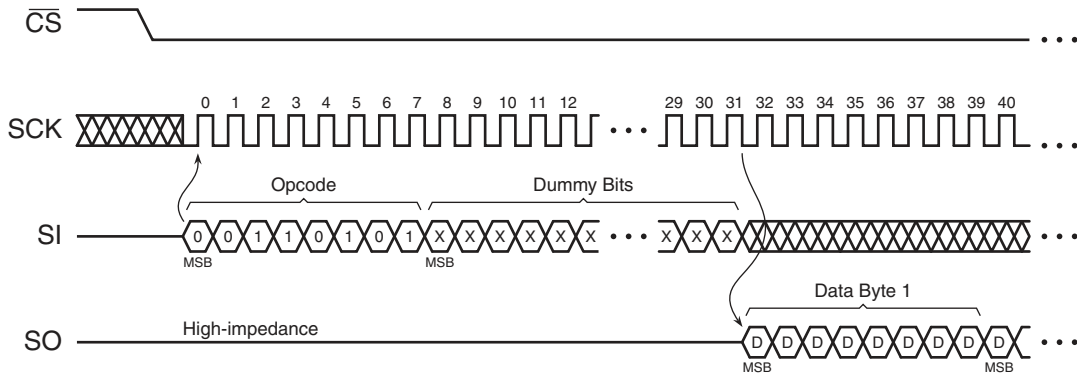 CS
0 1 2 3 4 5 6 7 8 9 10 11 12 29 30 31 32 33 34 35 36 37 38 39 40
SCK
Opcode Dummy Bits
SI 0 0 1 1 0 1 0 1 X X X X X X X X X
MSB MSB
Data Byte 1
High-impedance
SO D D D D D D D D D
MSB MSB